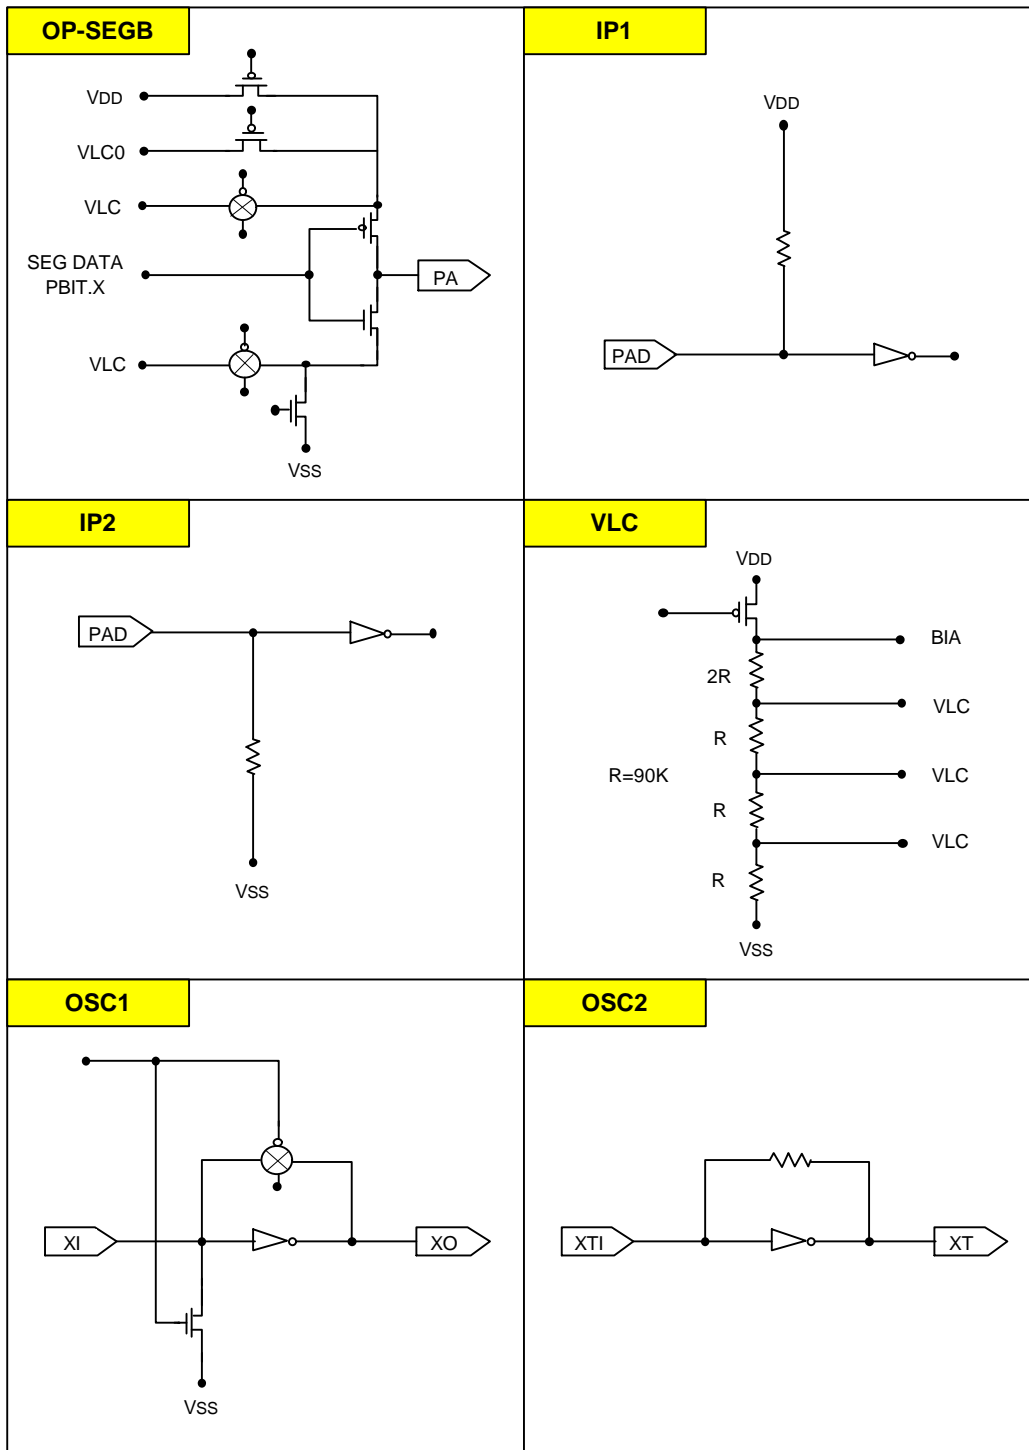 OP-SEGB
VDD
VLC0
VLC
SEG DATA
PBIT.X
PA
VLC
VSS
IP1
VDD
PAD
IP2
PAD
VSS
VLC
VDD
BIA
2R
VLC
R
R=90K
VLC
R
VLC
R
VSS
OSC1
XI
XO
VSS
OSC2
XTI
XT